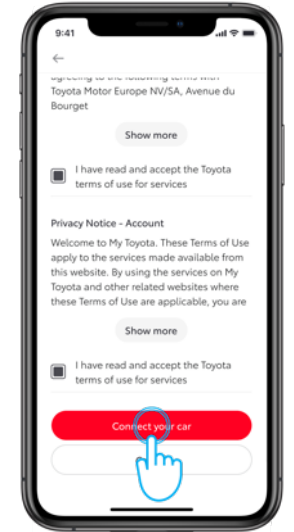 9:41
agreeing to the following terms with
Toyota Motor Europe NV/SA, Avenue du
Bourget
Show more
I have read and accept the Toyota
terms of use for services
Privacy Notice - Account
Welcome to My Toyota. These Terms of Use
apply to the services made available from
this website. By using the services on My
Toyota and other related websites where
these Terms of Use are applicable, you are
Show more
I have read and accept the Toyota
terms of use for services
Connect your car